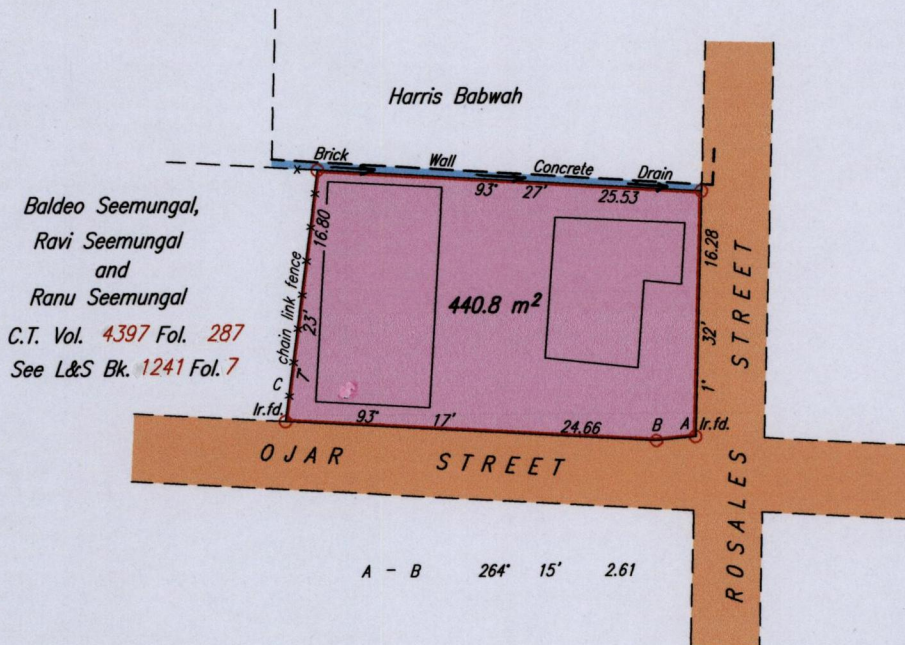 Harris Babwah
Brick Wall Concrete Drain
93° 27' 25.53
Baldeo Seemungal,
Ravi Seemungal
and
Ranu Seemungal
C.T. Vol. 4397 Fol. 287
See L&S Bk. 1241 Fol. 7
chain link fence
7° 23' 16.80
440.8 m²
1° 32' 16.28
C
Ir.fd.
93° 17' 24.66
B
A
Ir.fd.
OJAR STREET
ROSALES STREET
A - B 264° 15' 2.61